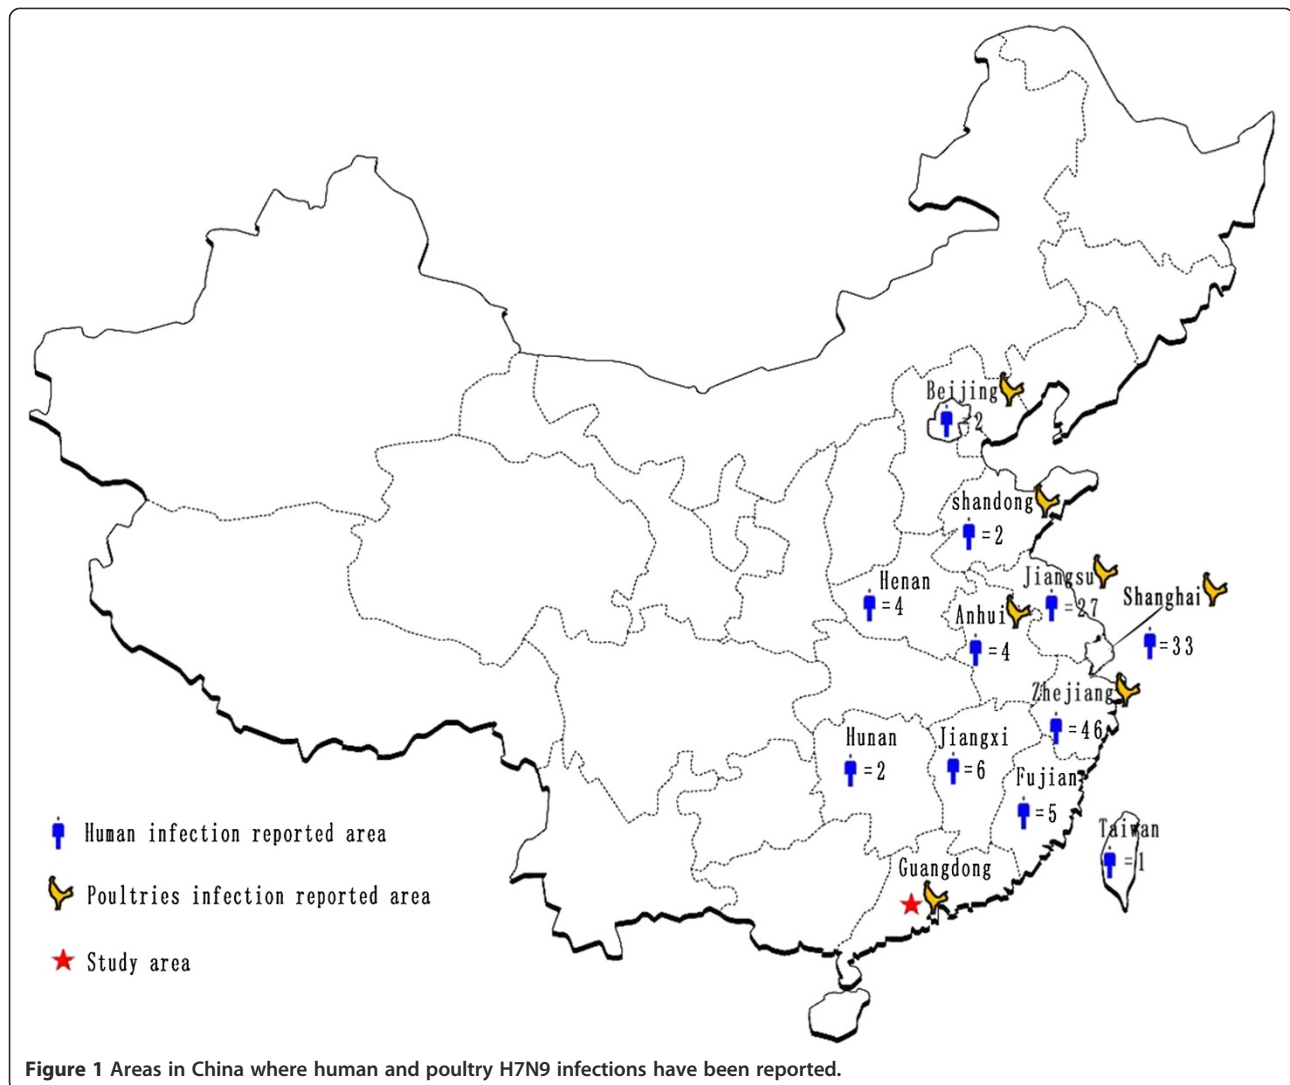 Beijing
=2
shandong
=2
Henan
=4
Jiangsu
=27
Anhui
=4
Shanghai
=33
Zhejiang
=46
Hunan
=2
Jiangxi
=6
Fujian
=5
Taiwan
=1
Guangdong
Human infection reported area
Poultries infection reported area
Study area
Figure 1 Areas in China where human and poultry H7N9 infections have been reported.